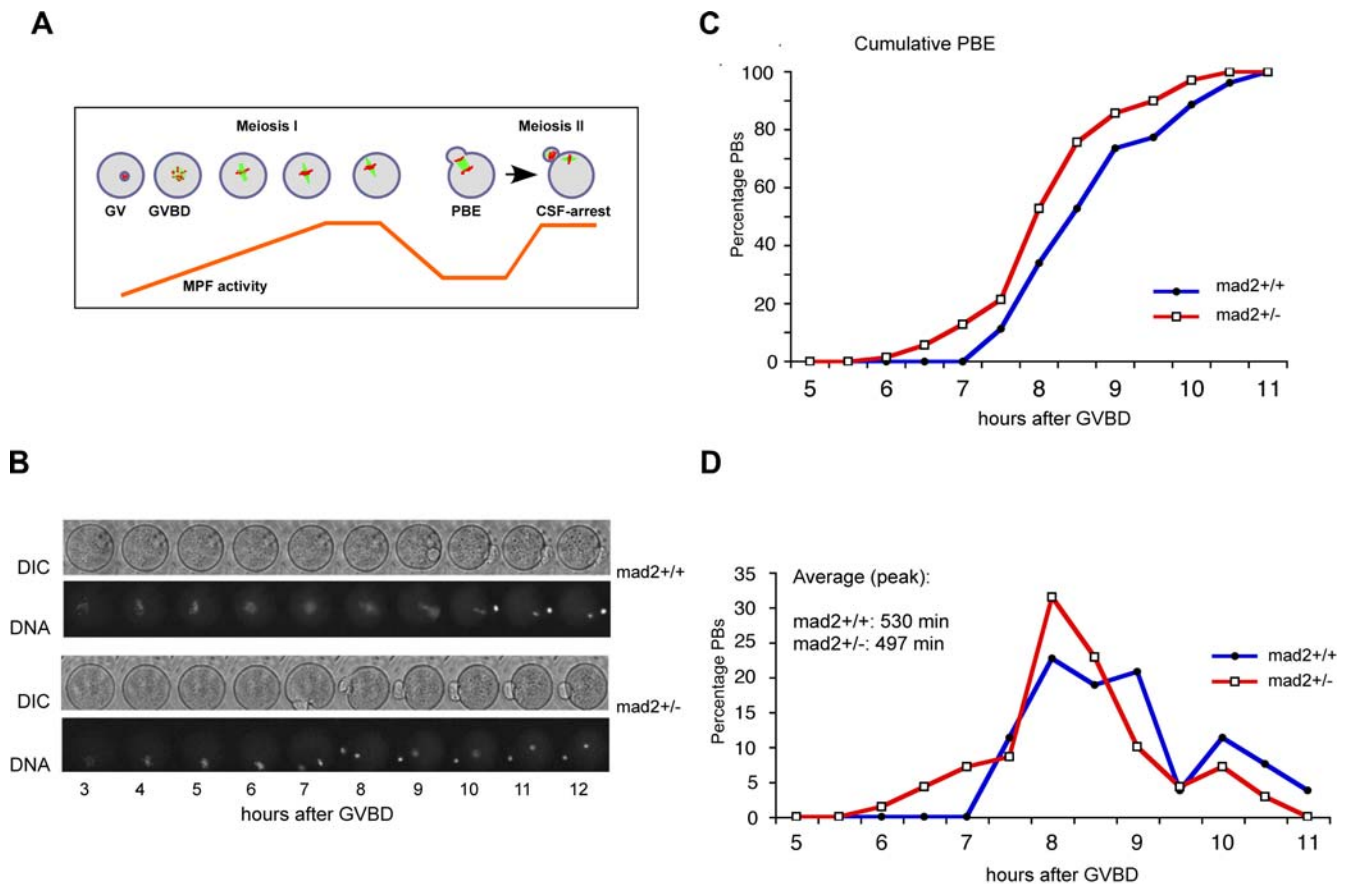 A
Meiosis I
Meiosis II
GV
GVBD
PBE
CSF-arrest
MPF activity
B
DIC
mad2+/+
DNA
DIC
mad2+/-
DNA
3 4 5 6 7 8 9 10 11 12
hours after GVBD
C
Cumulative PBE
Percentage PBs
100
80
60
40
20
0
mad2+/+
mad2+/-
5 6 7 8 9 10 11
hours after GVBD
D
Percentage PBs
35
30
25
20
15
10
5
0
Average (peak):
mad2+/+: 530 min
mad2+/-: 497 min
mad2+/+
mad2+/-
5 6 7 8 9 10 11
hours after GVBD